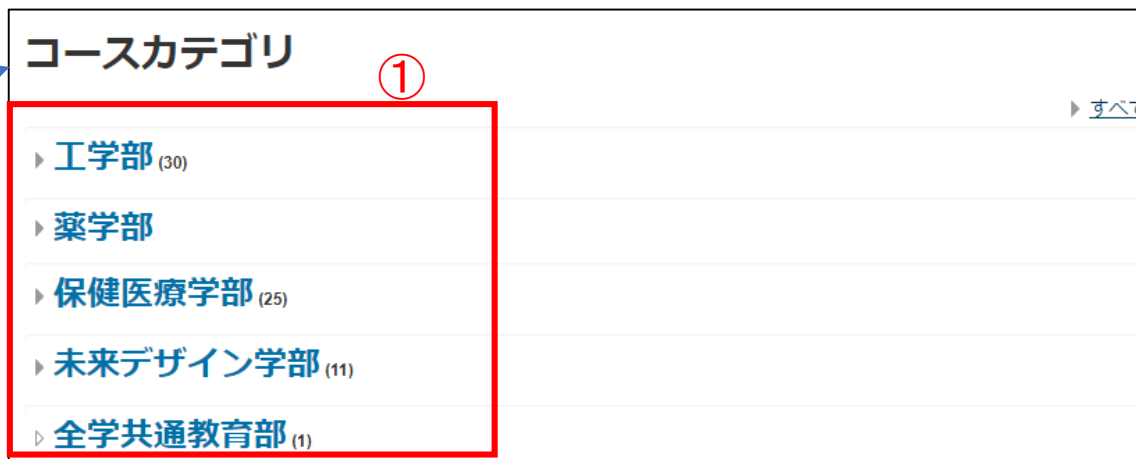 コースカテゴリ
①
すべて
工学部 (30)
薬学部
保健医療学部 (25)
未来デザイン学部 (11)
全学共通教育部 (1)